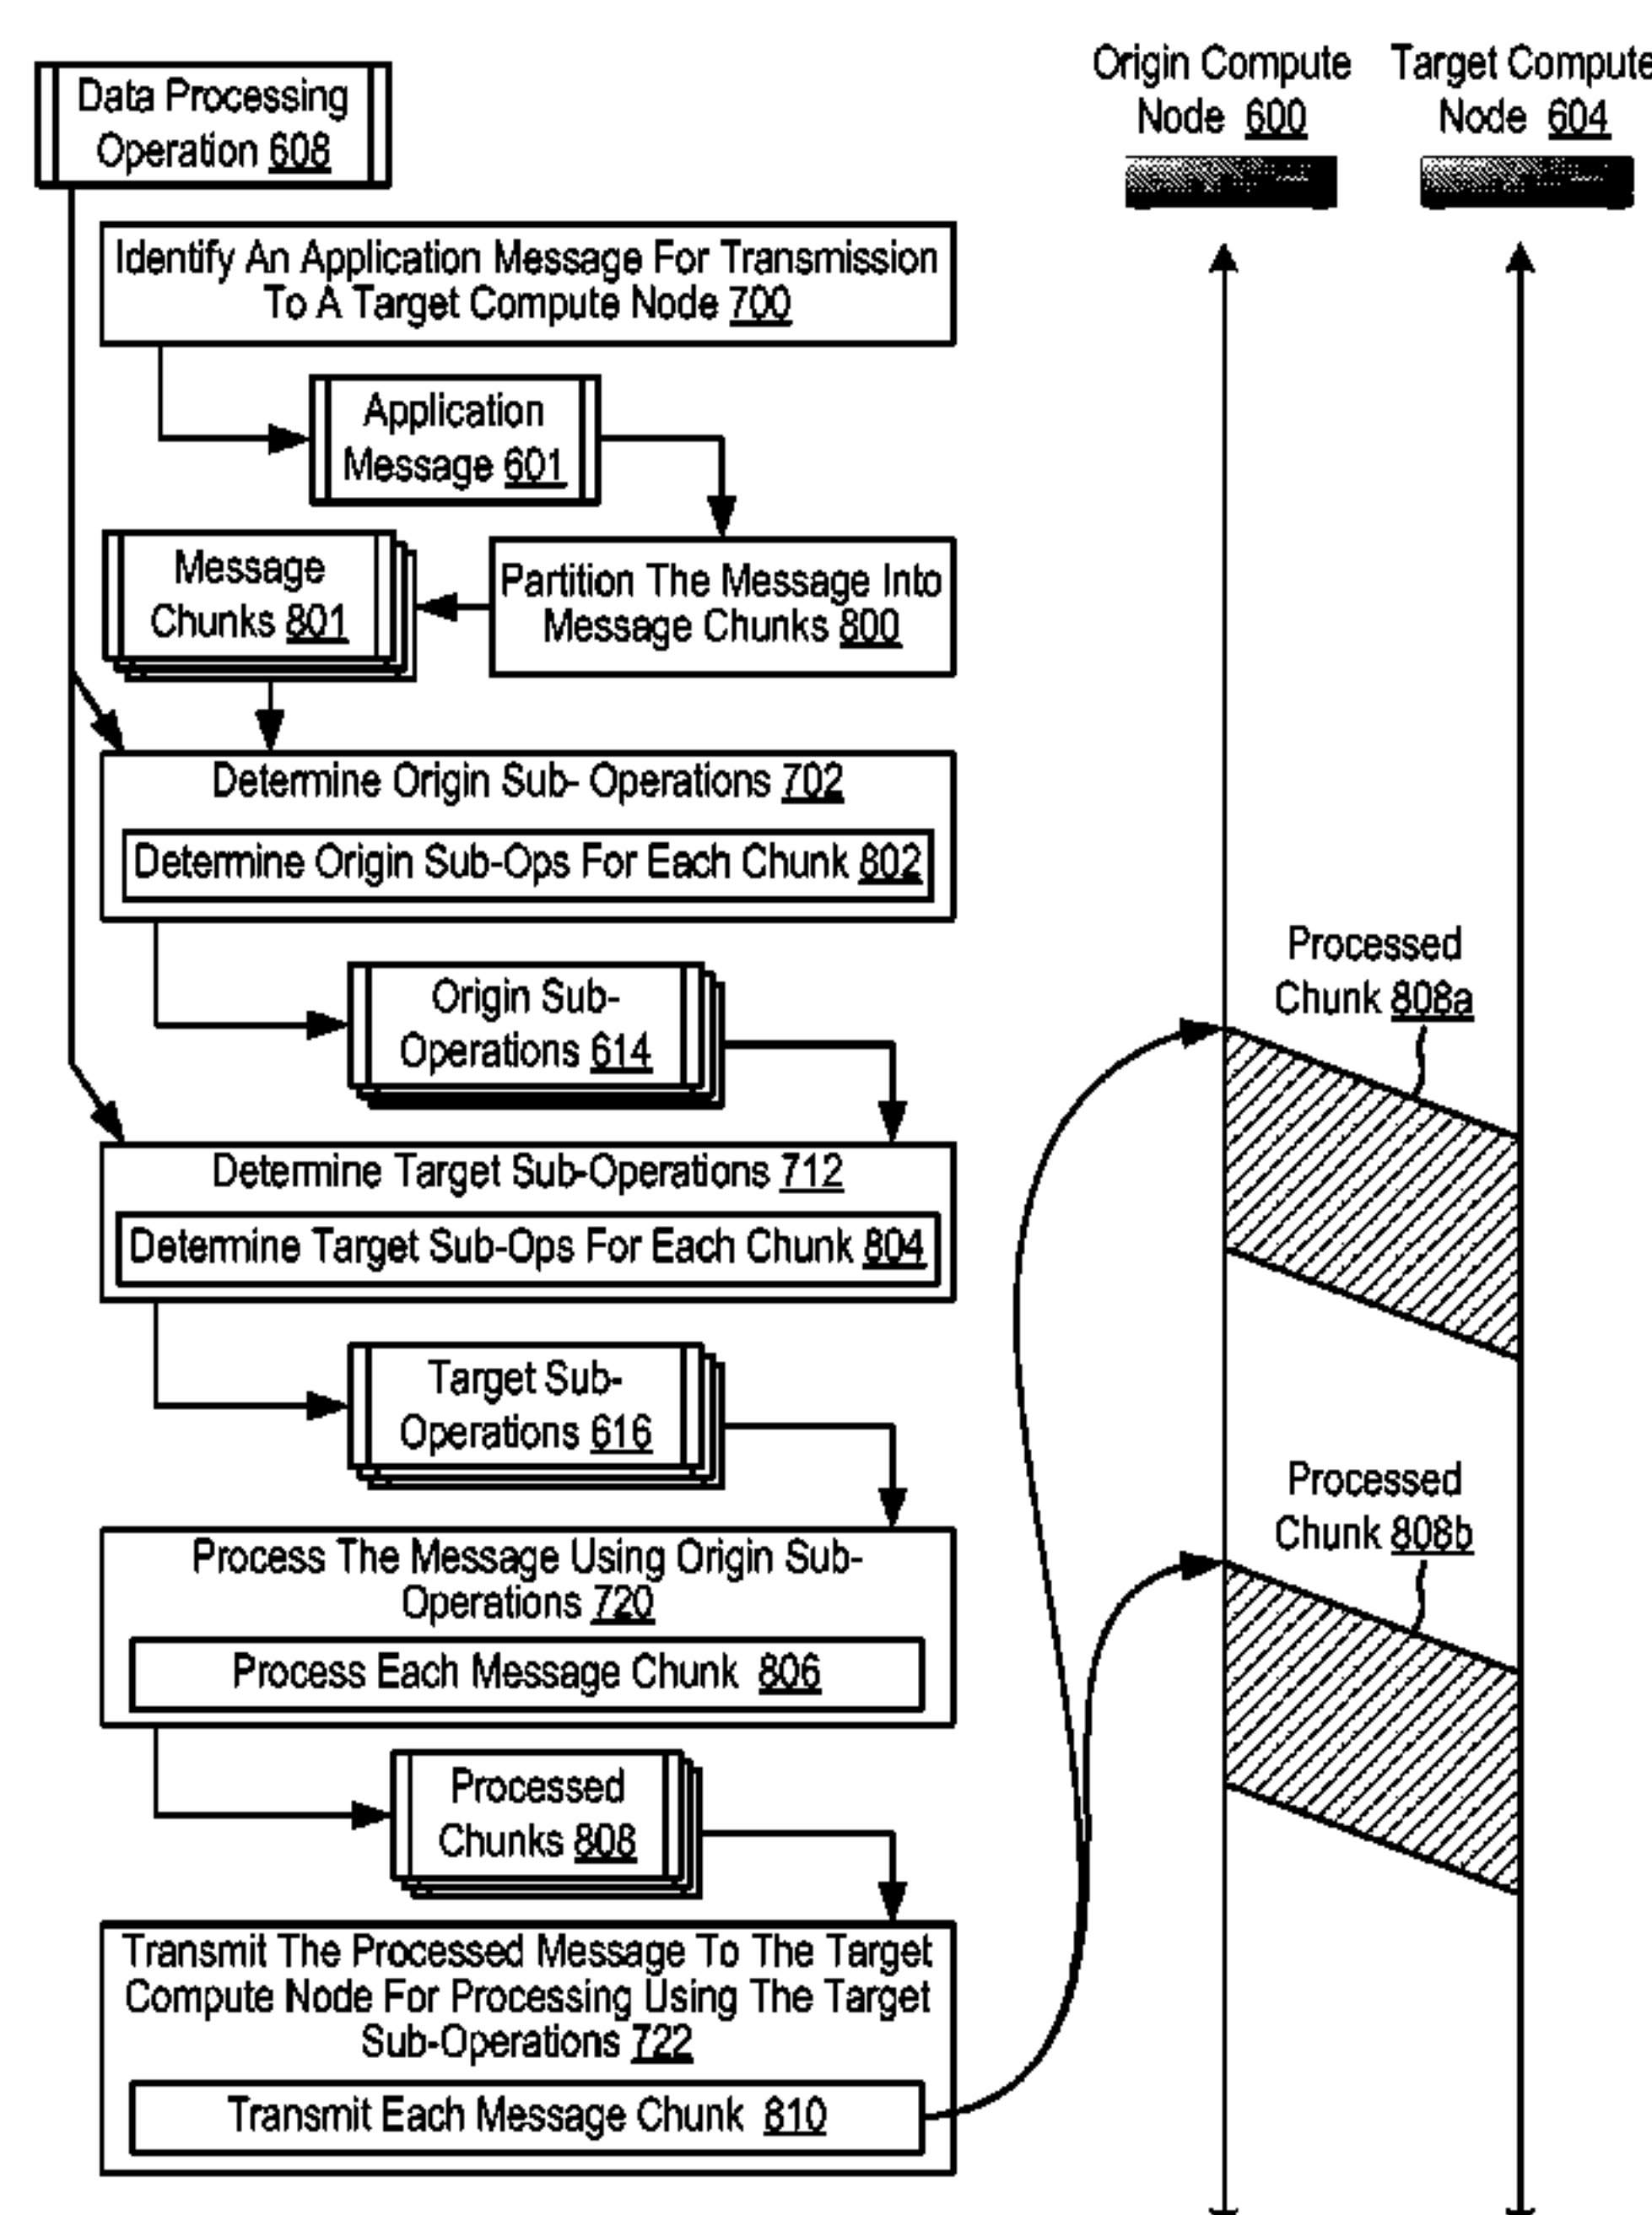 Data Processing
Operation 608
Identify An Application Message For Transmission
To A Target Compute Node 700
Application
Message 601
Message
Chunks 801
Partition The Message Into
Message Chunks 800
Determine Origin Sub- Operations 702
Determine Origin Sub-Ops For Each Chunk 802
Origin Sub-
Operations 614
Determine Target Sub-Operations 712
Determine Target Sub-Ops For Each Chunk 804
Target Sub-
Operations 616
Process The Message Using Origin Sub-
Operations 720
Process Each Message Chunk 806
Processed
Chunks 808
Transmit The Processed Message To The Target
Compute Node For Processing Using The Target
Sub-Operations 722
Transmit Each Message Chunk 810
Origin Compute
Node 600
Target Compute
Node 604
Processed
Chunk 808a
Processed
Chunk 808b